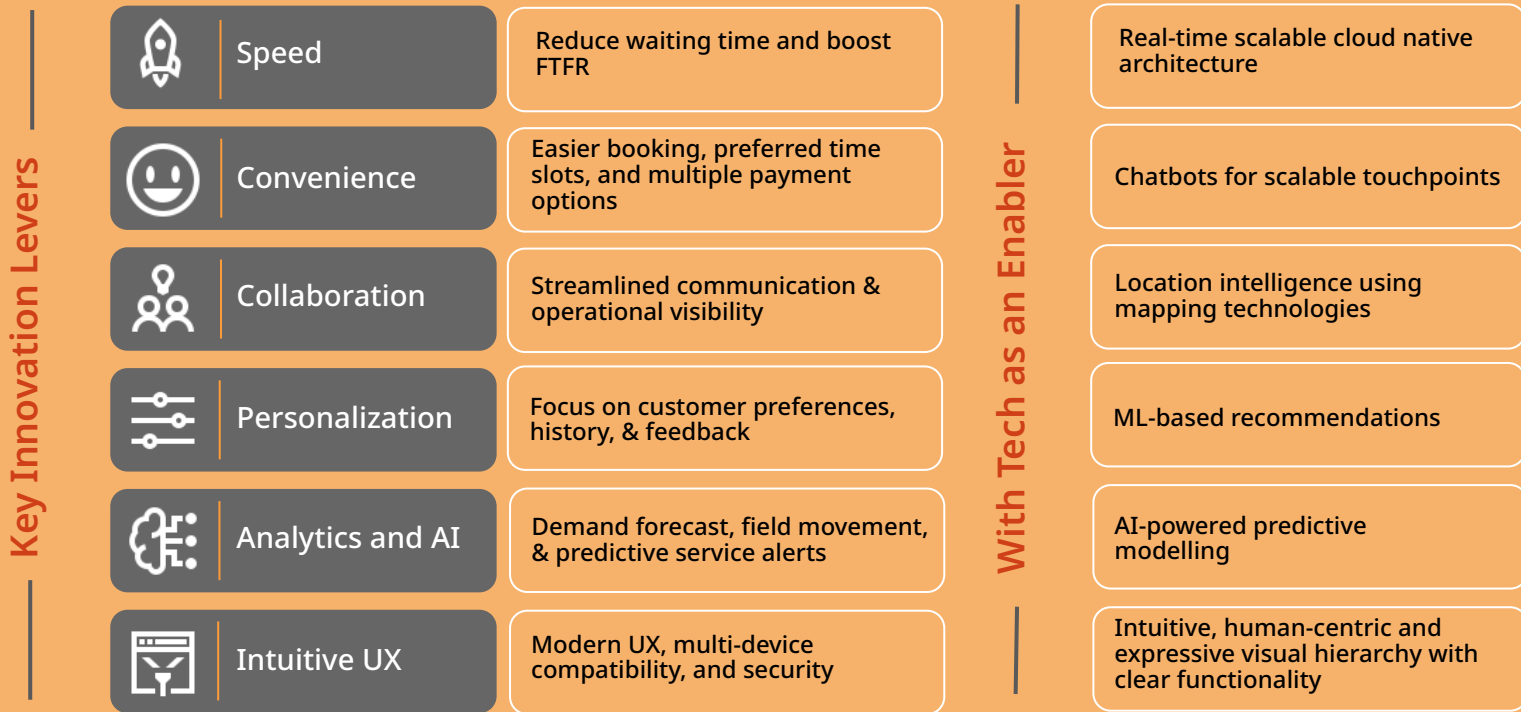 Key Innovation Levers
Speed
Reduce waiting time and boost
FTFR
Convenience
Easier booking, preferred time
slots, and multiple payment
options
Collaboration
Streamlined communication &
operational visibility
Personalization
Focus on customer preferences,
history, & feedback
Analytics and AI
Demand forecast, field movement,
& predictive service alerts
Intuitive UX
Modern UX, multi-device
compatibility, and security
With Tech as an Enabler
Real-time scalable cloud native
architecture
Chatbots for scalable touchpoints
Location intelligence using
mapping technologies
ML-based recommendations
AI-powered predictive
modelling
Intuitive, human-centric and
expressive visual hierarchy with
clear functionality